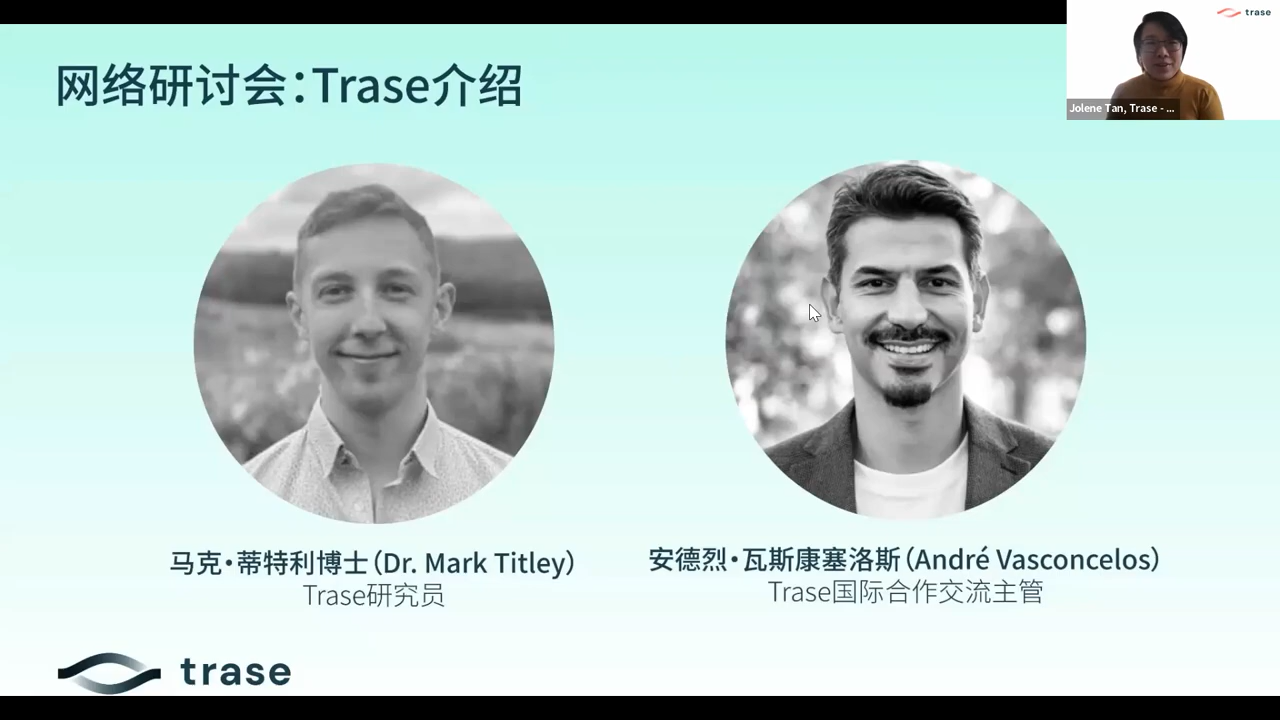 网络研讨会：Trase介绍
trase
Jolene Tan, Trase - ...
马克·蒂特利博士（Dr. Mark Titley）
Trase研究员
安德烈·瓦斯康塞洛斯（André Vasconcelos）
Trase国际合作交流主管
trase